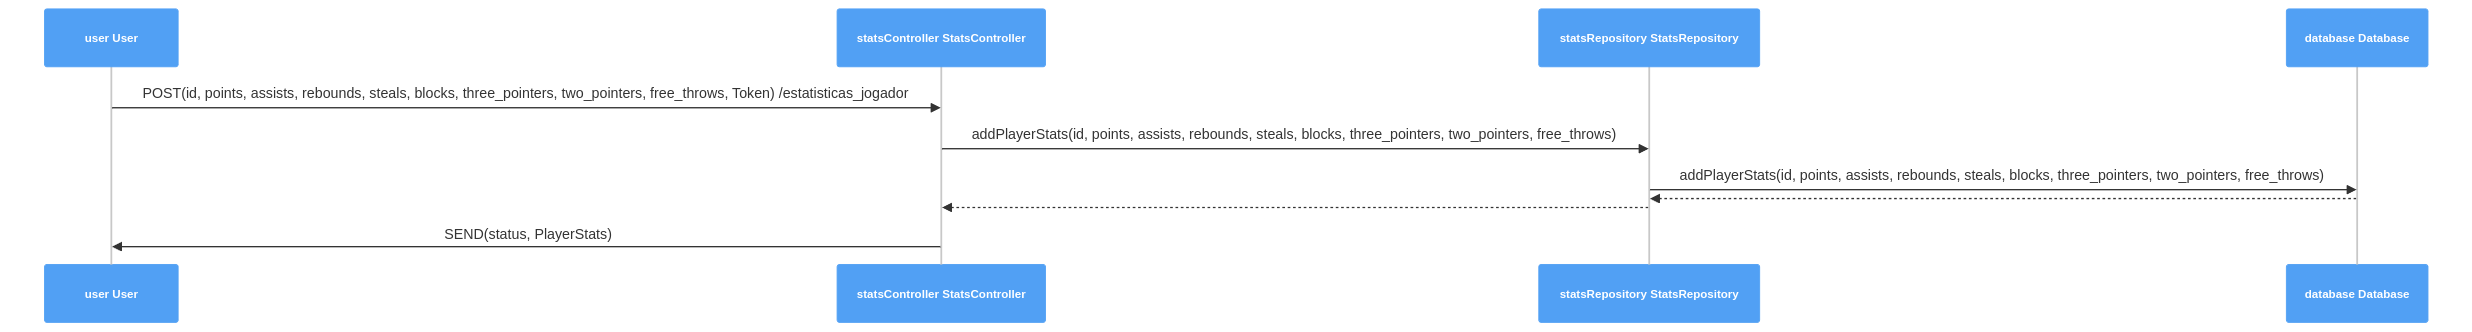 user User
statsController StatsController
statsRepository StatsRepository
database Database
POST(id, points, assists, rebounds, steals, blocks, three_pointers, two_pointers, free_throws, Token) /estatisticas_jogador
addPlayerStats(id, points, assists, rebounds, steals, blocks, three_pointers, two_pointers, free_throws)
addPlayerStats(id, points, assists, rebounds, steals, blocks, three_pointers, two_pointers, free_throws)
SEND(status, PlayerStats)
user User
statsController StatsController
statsRepository StatsRepository
database Database